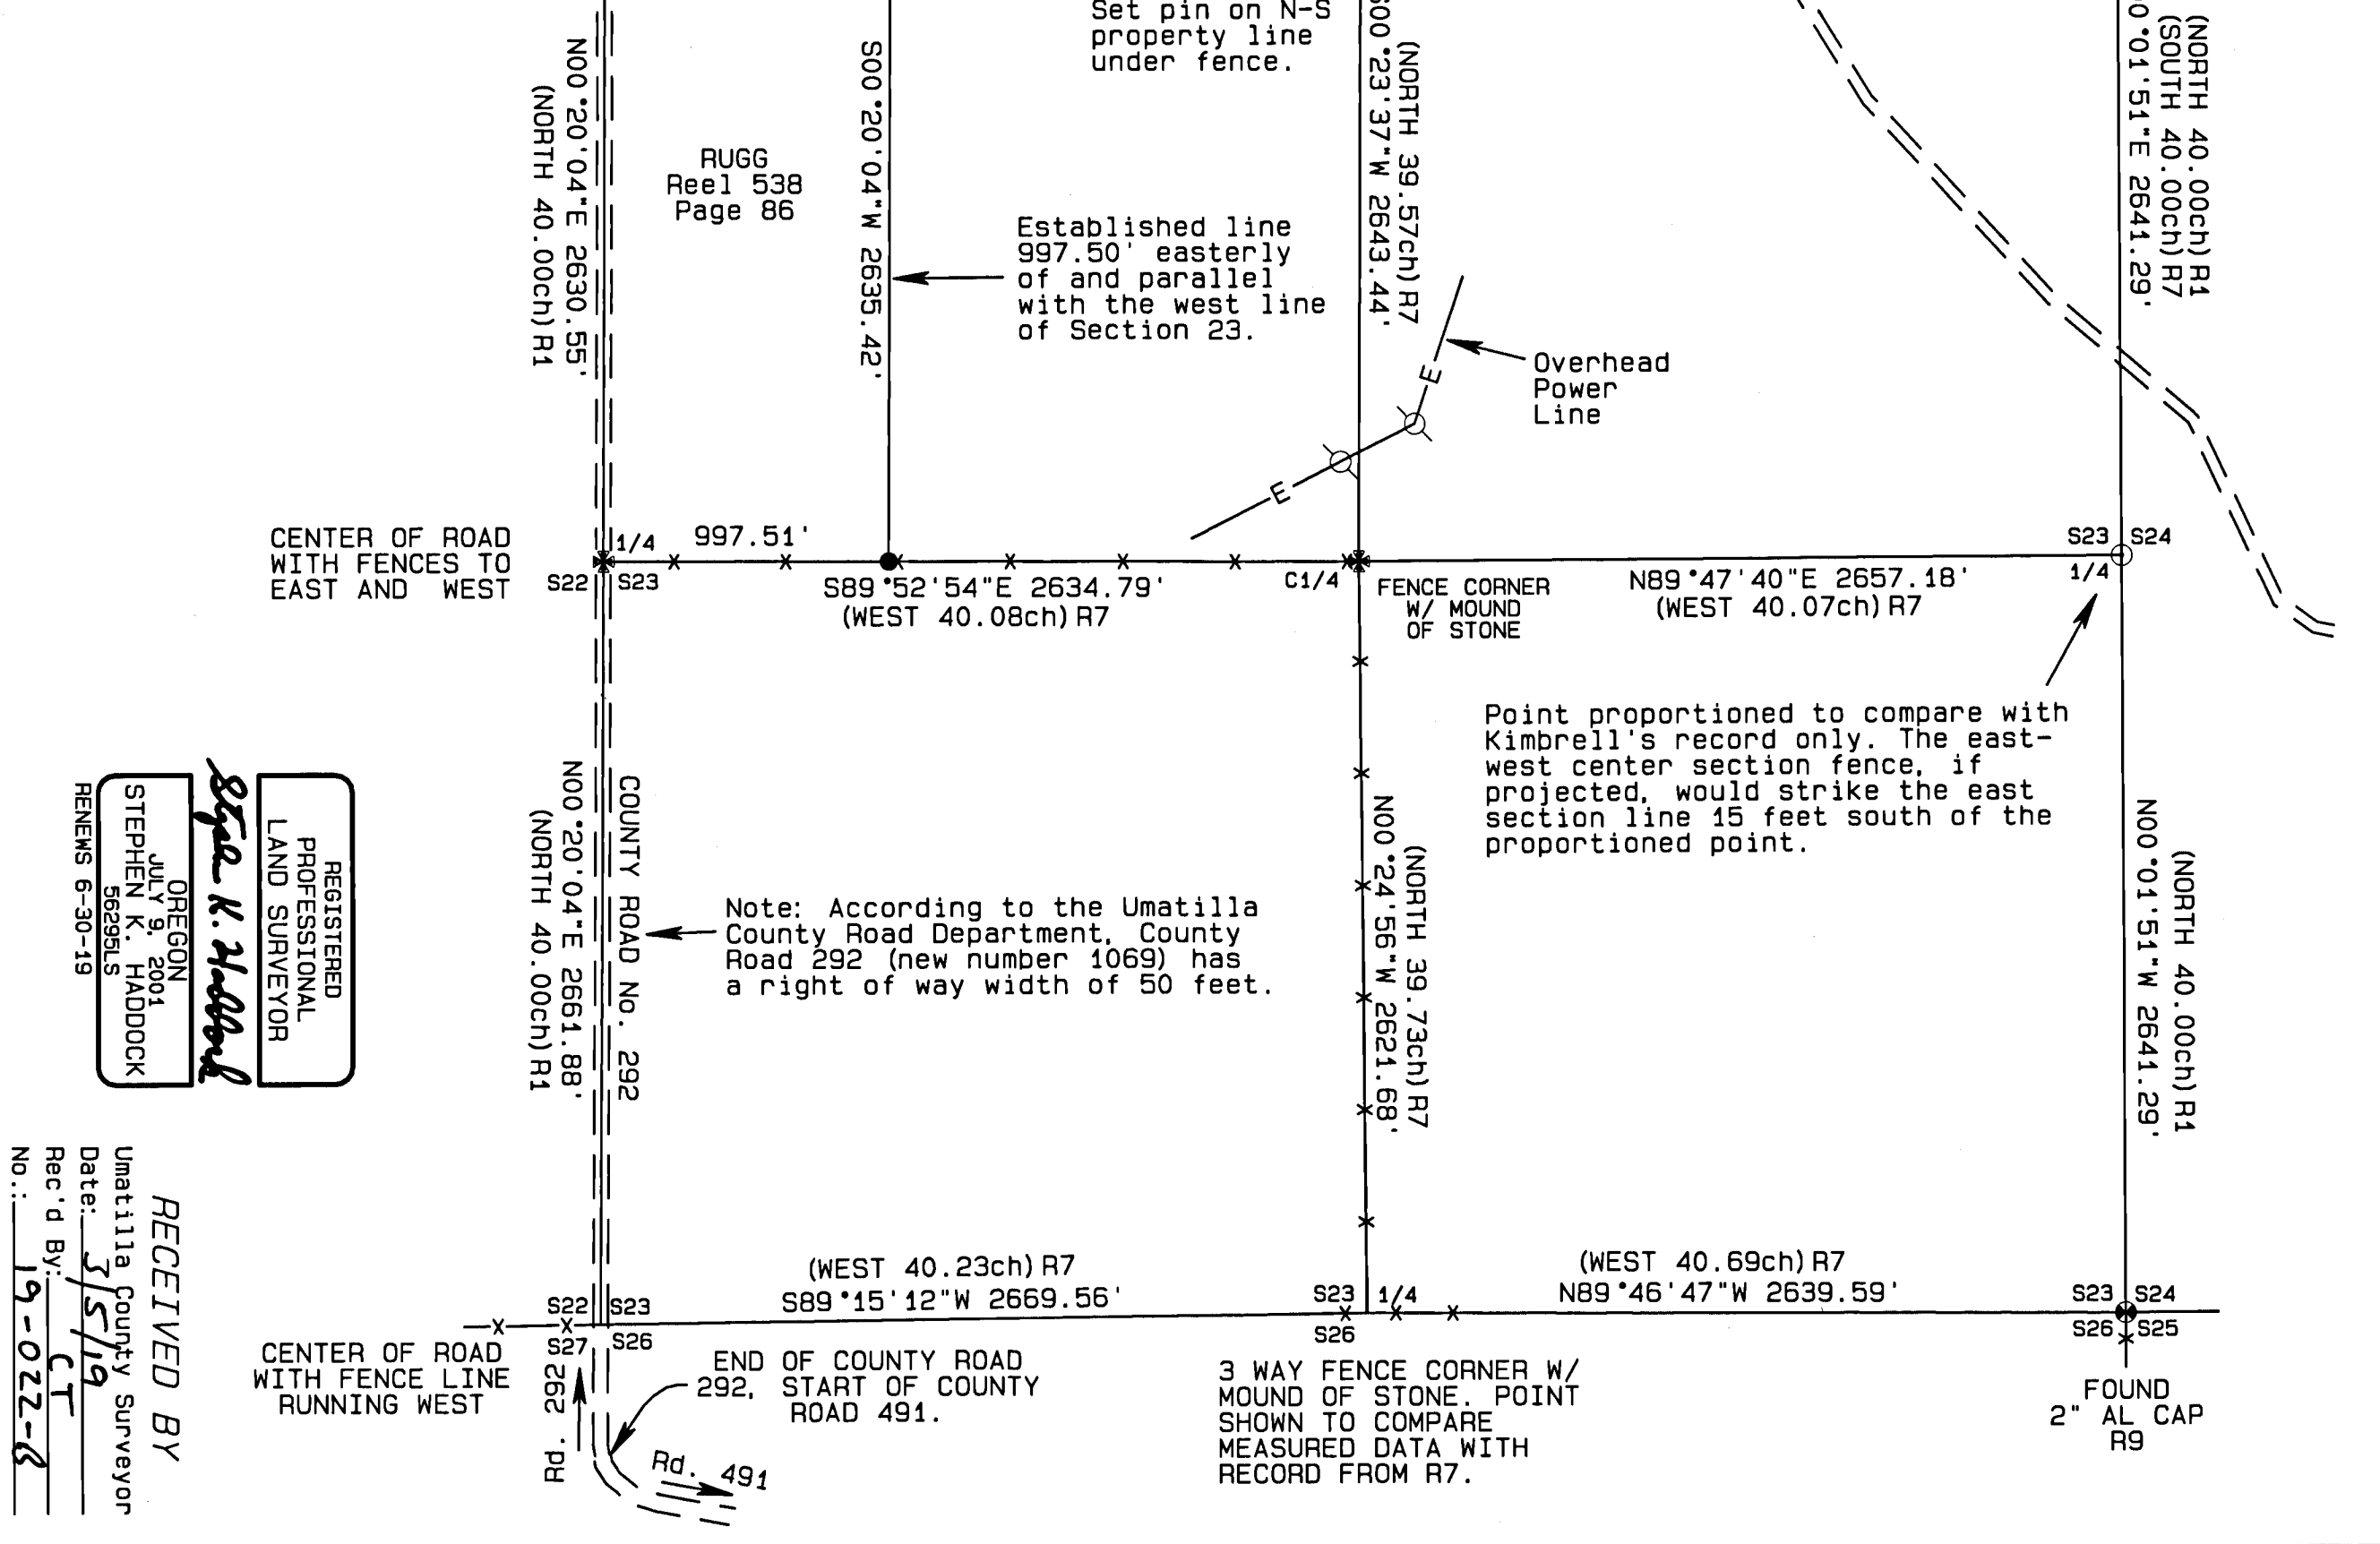 Set pin on N-S
property line
under fence.
N00°20'04"E 2630.55'
(NORTH 40.00ch)R1
RUGG
Reel 538
Page 86
S00°20'04"W 2635.42'
Established line
997.50' easterly
of and parallel
with the west line
of Section 23.
(NORTH 39.57ch)R7
S00°23'37"W 2643.44'
(NORTH 40.00ch)R1
(SOUTH 40.00ch)R7
0°01'51"E 2641.29'
E
E
Overhead
Power
Line
CENTER OF ROAD
WITH FENCES TO
EAST AND WEST
1/4
S22
S23
997.51'
S89°52'54"E 2634.79'
(WEST 40.08ch)R7
C1/4
FENCE CORNER
W/ MOUND
OF STONE
N89°47'40"E 2657.18'
(WEST 40.07ch)R7
S23
S24
1/4
Point proportioned to compare with
Kimbrell's record only. The east-
west center section fence, if
projected, would strike the east
section line 15 feet south of the
proportioned point.
REGISTERED
PROFESSIONAL
LAND SURVEYOR
Stephen K. Haddock
OREGON
JULY 9, 2001
STEPHEN K. HADDOCK
56295LS
RENEWS 6-30-19
COUNTY ROAD No. 292
N00°20'04"E 2661.88'
(NORTH 40.00ch)R1
Note: According to the Umatilla
County Road Department, County
Road 292 (new number 1069) has
a right of way width of 50 feet.
(NORTH 39.73ch)R7
N00°24'56"W 2621.68'
(NORTH 40.00ch)R1
N00°01'51"W 2641.29'
RECEIVED BY
Umatilla County Surveyor
Date: 3/5/19
Rec'd By: CT
No.: 19-022-B
(WEST 40.23ch)R7
S89°15'12"W 2669.56'
(WEST 40.69ch)R7
N89°46'47"W 2639.59'
S22
S23
S27
S26
S23
1/4
S26
S23
S24
S26
S25
CENTER OF ROAD
WITH FENCE LINE
RUNNING WEST
Rd. 292
END OF COUNTY ROAD
292, START OF COUNTY
ROAD 491.
Rd. 491
3 WAY FENCE CORNER W/
MOUND OF STONE. POINT
SHOWN TO COMPARE
MEASURED DATA WITH
RECORD FROM R7.
FOUND
2" AL CAP
R9